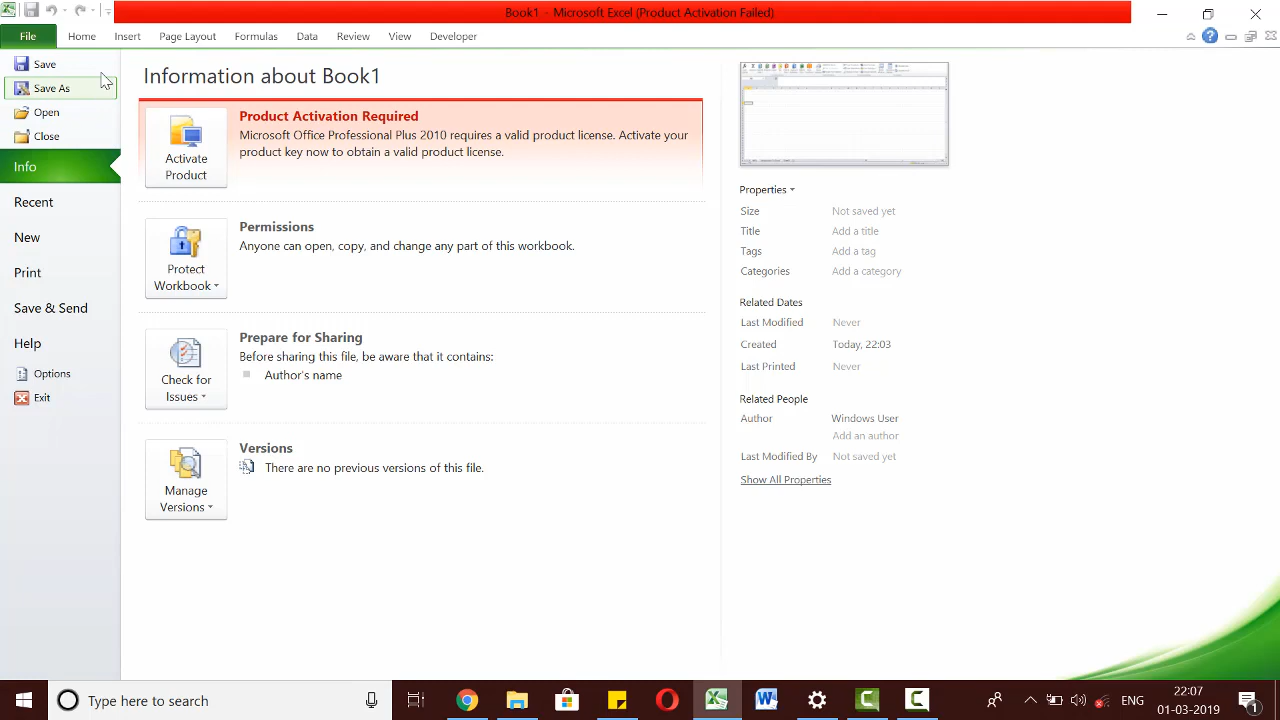 Book1 - Microsoft Excel (Product Activation Failed)
File Home Insert Page Layout Formulas Data Review View Developer
Save
Save As
Open
Close
Info
Recent
New
Print
Save & Send
Help
Options
Exit
Information about Book1
Activate
Product
Product Activation Required
Microsoft Office Professional Plus 2010 requires a valid product license. Activate your
product key now to obtain a valid product license.
Protect
Workbook
Permissions
Anyone can open, copy, and change any part of this workbook.
Check for
Issues
Prepare for Sharing
Before sharing this file, be aware that it contains:
Author's name
Manage
Versions
Versions
There are no previous versions of this file.
Properties
Size Not saved yet
Title Add a title
Tags Add a tag
Categories Add a category
Related Dates
Last Modified Never
Created Today, 22:03
Last Printed Never
Related People
Author Windows User
Add an author
Last Modified By Not saved yet
Show All Properties
Type here to search
ENG
22:07
01-03-2019
1